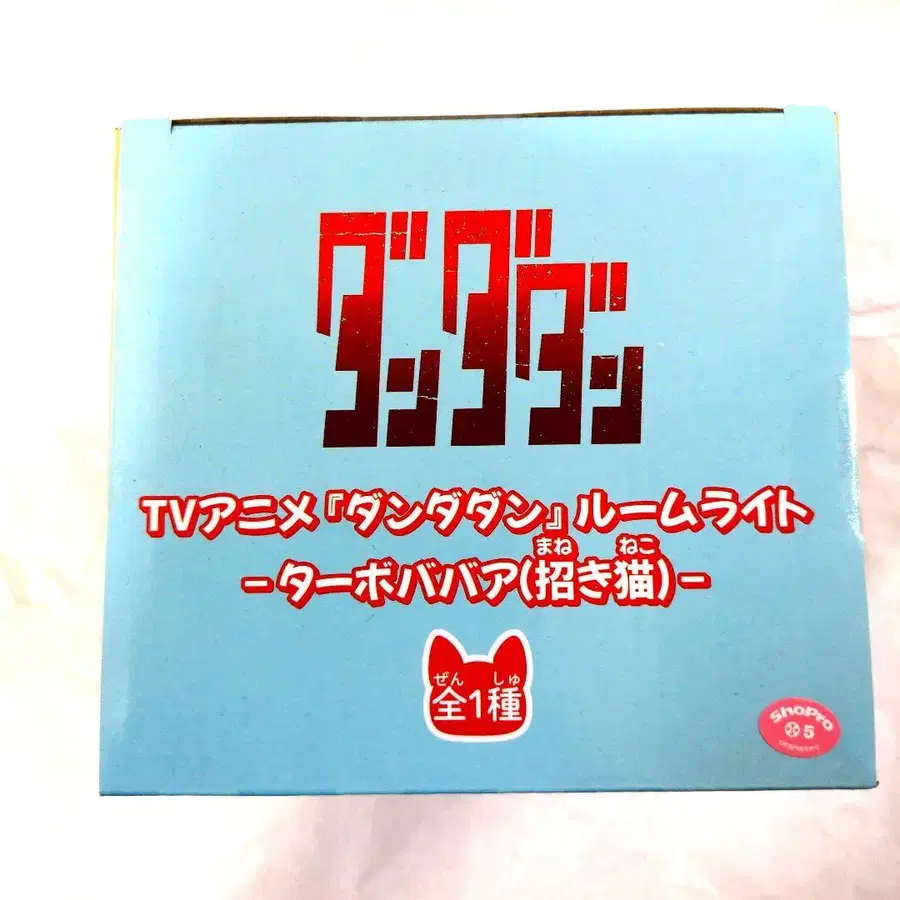 ダンダダン
TVアニメ『ダンダダン』ルームライト
まね ねこ
-ターボババア(招き猫)-
ぜん しゅ
全1種
ShoPro
小 5